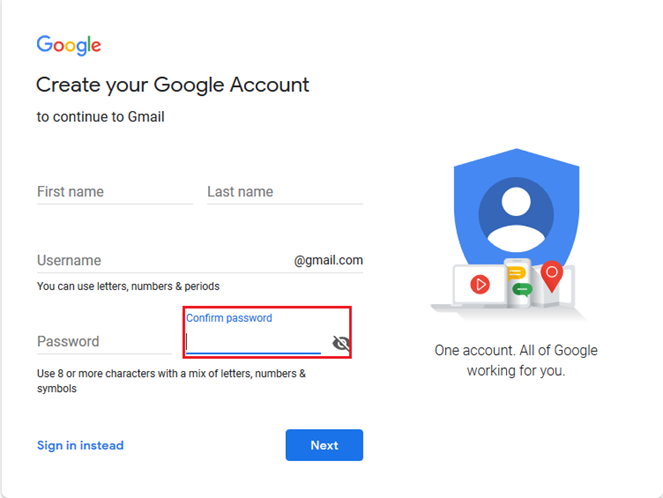 Google
Create your Google Account
to continue to Gmail
First name Last name
Username @gmail.com
You can use letters, numbers & periods
Confirm password
Password
Use 8 or more characters with a mix of letters, numbers &
symbols
Sign in instead Next
One account. All of Google
working for you.